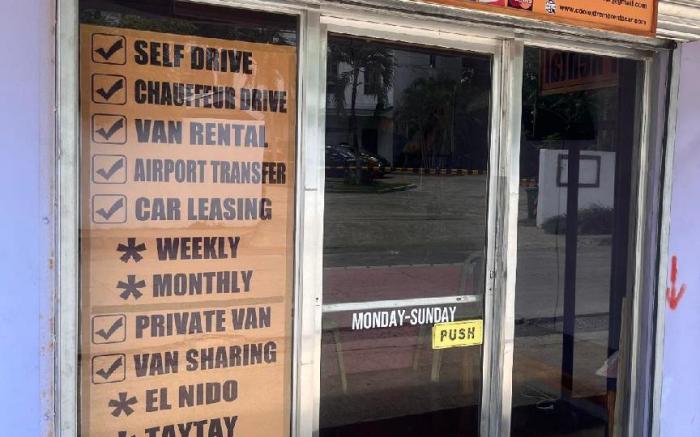 SELF DRIVE
CHAUFFEUR DRIVE
VAN RENTAL
AIRPORT TRANSFER
CAR LEASING
* WEEKLY
* MONTHLY
PRIVATE VAN
VAN SHARING
* EL NIDO
* TAYTAY
MONDAY-SUNDAY
PUSH